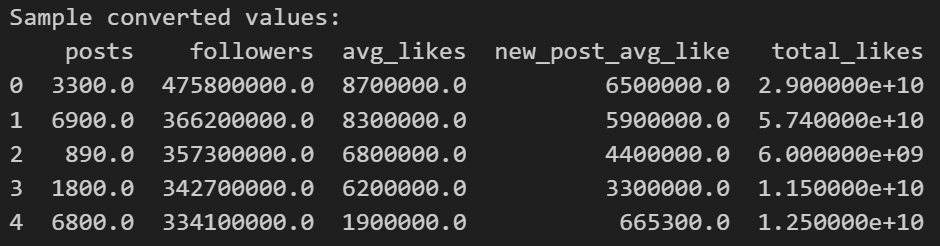 Sample converted values:
posts followers avg_likes new_post_avg_like total_likes
0 3300.0 475800000.0 8700000.0 6500000.0 2.900000e+10
1 6900.0 366200000.0 8300000.0 5900000.0 5.740000e+10
2 890.0 357300000.0 6800000.0 4400000.0 6.000000e+09
3 1800.0 342700000.0 6200000.0 3300000.0 1.150000e+10
4 6800.0 334100000.0 1900000.0 665300.0 1.250000e+10